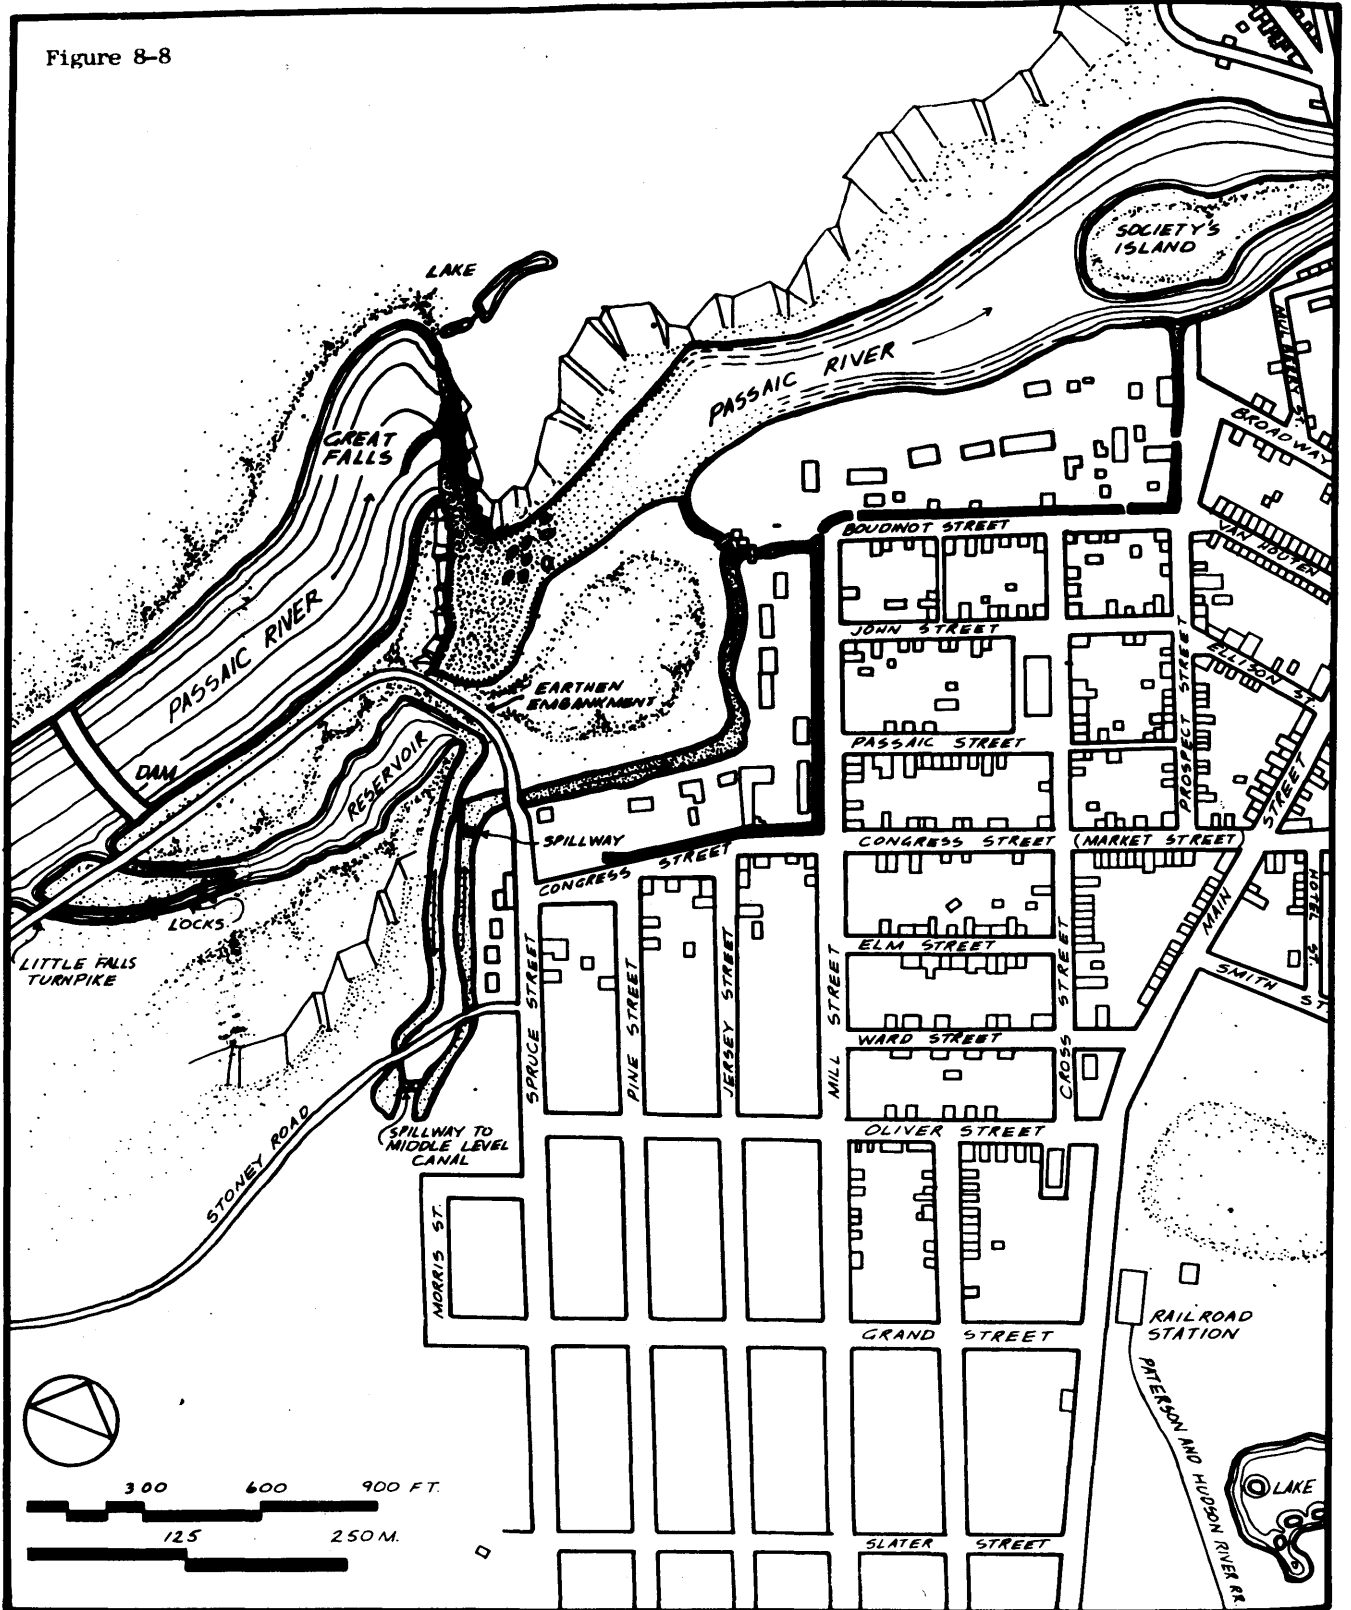 Figure 8-8
SOCIETY'S
ISLAND
LAKE
MULBERRY ST.
PASSAIC RIVER
BROADWAY
GREAT
FALLS
BOUDINOT STREET
VAN HOUTEN
PASSAIC RIVER
JOHN STREET
PROSPECT STREET
ELLISON ST.
EARTHEN
EMBANKMENT
PASSAIC STREET
DAM
RESERVOIR
SPILLWAY
CONGRESS STREET
CONGRESS STREET (MARKET STREET)
MAIN STREET
HOTEL ST.
LOCKS
ELM STREET
LITTLE FALLS
TURNPIKE
SMITH ST
SPRUCE STREET
PINE STREET
JERSEY STREET
MILL STREET
CROSS STREET
WARD STREET
SPILLWAY TO
MIDDLE LEVEL
CANAL
OLIVER STREET
STONEY ROAD
MORRIS ST.
RAILROAD
STATION
GRAND STREET
PATERSON AND HUDSON RIVER RR.
LAKE
300 600 900 FT.
125 250 M.
SLATER STREET